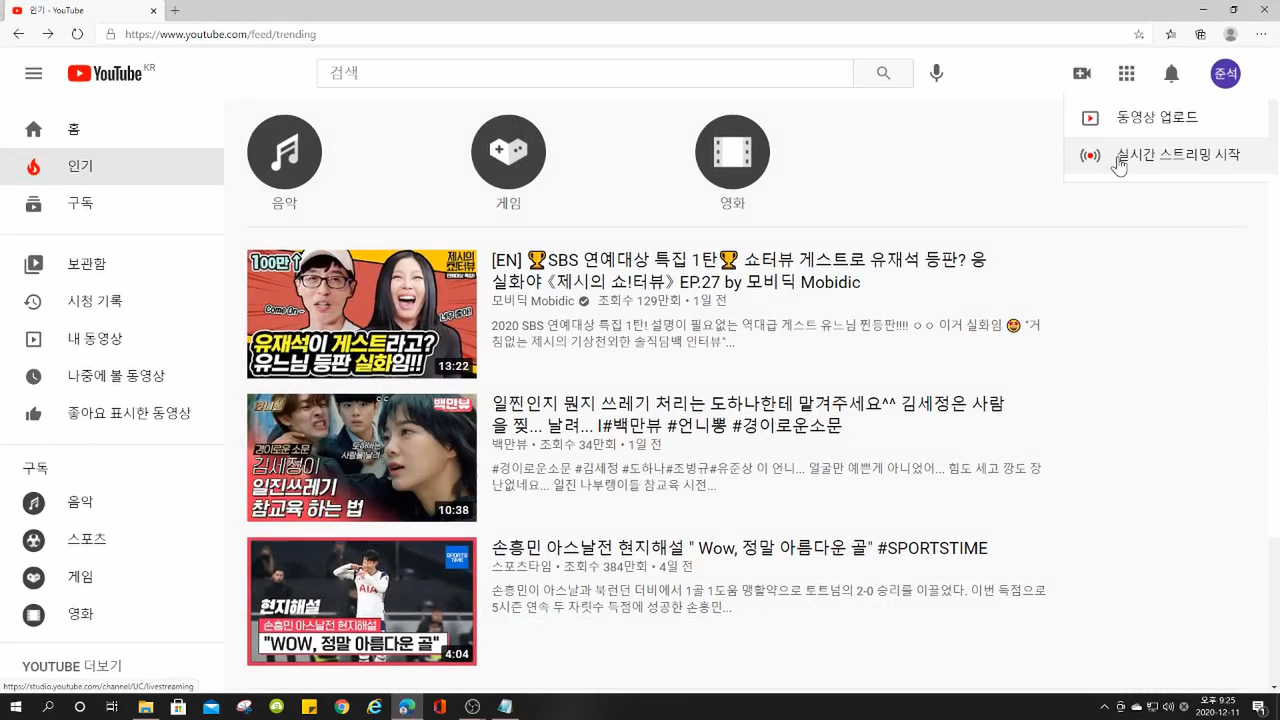 인기 - YouTube
https://www.youtube.com/feed/trending
YouTube KR
검색
준석
동영상 업로드
실시간 스트리밍 시작
홈
인기
구독
보관함
시청 기록
내 동영상
나중에 볼 동영상
좋아요 표시한 동영상
구독
음악
스포츠
게임
영화
YOUTUBE 더보기
음악
게임
영화
100만↑
제시의
쇼!터뷰
Come On~
유재석이 게스트라고?
유느님 등판 실화임!!
13:22
[EN] 🏆SBS 연예대상 특집 1탄🏆 쇼터뷰 게스트로 유재석 등판? 응
실화야 《제시의 쇼!터뷰》 EP.27 by 모비딕 Mobidic
모비딕 Mobidic 조회수 129만회 • 1일 전
2020 SBS 연예대상 특집 1탄! 설명이 필요없는 역대급 게스트 유느님 찐등판!!!! ㅇㅇ 이거 실화임 😍 "거
침없는 제시의 기상천외한 솔직담백 인터뷰"...
백만뷰
경이로운 소문
김세정이
일진쓰레기
참교육 하는 법
10:38
일찐인지 뭔지 쓰레기 처리는 도하나한테 맡겨주세요^^ 김세정은 사람
을 찢... 날려... l#백만뷰 #언니뽕 #경이로운소문
백만뷰 • 조회수 34만회 • 1일 전
#경이로운소문 #김세정 #도하나#조병규#유준상 이 언니... 얼굴만 예쁜게 아니었어... 힘도 세고 깡도 장
난없네요... 일진 나부랭이들 참교육 시전...
SPORTS
TIME
AIA
현지해설
손흥민 아스날전 현지해설
"WOW, 정말 아름다운 골"
4:04
손흥민 아스날전 현지해설 " Wow, 정말 아름다운 골" #SPORTSTIME
스포츠타임 • 조회수 384만회 • 4일 전
손흥민이 아스날과 북런던 더비에서 1골 1도움 맹활약으로 토트넘의 2-0 승리를 이끌었다. 이번 득점으로
5시즌 연속 두 자릿수 득점에 성공한 손흥민...
https://studio.youtube.com/channel/UC/livestreaming
오후 9:25
2020-12-11